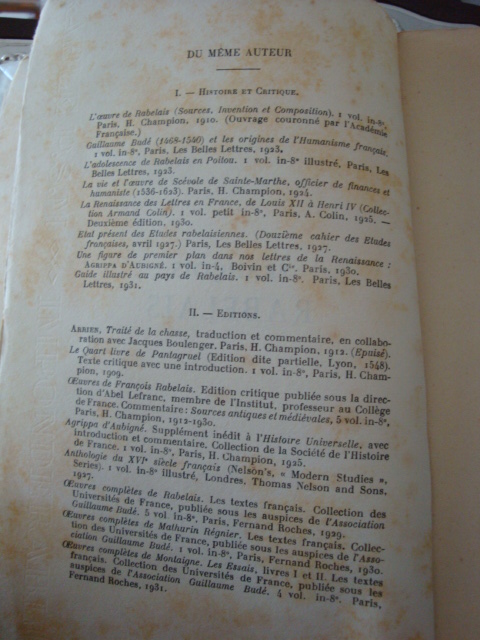 DU MÊME AUTEUR
I. — Histoire et Critique.
L'œuvre de Rabelais (Sources, Invention et Composition). 1 vol. in-8°,
Paris, H. Champion, 1910. (Ouvrage couronné par l'Académie
Française.)
Guillaume Budé (1468-1540) et les origines de l'Humanisme français.
1 vol. in-8°, Paris, Les Belles Lettres, 1923.
L'adolescence de Rabelais en Poitou. 1 vol. in-8° illustré, Paris, Les
Belles Lettres, 1923.
La vie et l'œuvre de Scévole de Sainte-Marthe, officier de finances et
humaniste (1536-1623). Paris, H. Champion, 1924.
La Renaissance des Lettres en France, de Louis XII à Henri IV (Collec-
tion Armand Colin). 1 vol. petit in-8°, Paris, A. Colin, 1925. —
Deuxième édition, 1930.
Etat présent des Etudes rabelaisiennes. (Douzième cahier des Etudes
françaises, avril 1927.) Paris, Les Belles Lettres, 1927.
Une figure de premier plan dans nos lettres de la Renaissance :
Agrippa d'Aubigné. 1 vol. in-4, Boivin et Cie, Paris, 1930.
Guide illustré au pays de Rabelais. 1 vol. in-8°. Paris, Les Belles
Lettres, 1931.
II. — Editions.
Arrien, Traité de la chasse, traduction et commentaire, en collabo-
ration avec Jacques Boulenger. Paris, H. Champion, 1912. (Epuisé).
Le Quart livre de Pantagruel (Edition dite partielle, Lyon, 1548).
Texte critique avec une introduction. 1 vol. in-8°, Paris, H. Cham-
pion, 1909.
Œuvres de François Rabelais. Edition critique publiée sous la direc-
tion d'Abel Lefranc, membre de l'Institut, professeur au Collège
de France. Commentaire : Sources antiques et médiévales, 5 vol. in-8°,
Paris, H. Champion, 1912-1930.
Agrippa d'Aubigné. Supplément inédit à l'Histoire Universelle, avec
introduction et commentaire. Collection de la Société de l'Histoire
de France. 1 vol. in-8°, Paris, H. Champion, 1925.
Anthologie du XVIe siècle français (Nelson's, « Modern Studies »,
Series). 1 vol. in-8° illustré, Londres, Thomas Nelson and Sons,
1927.
Œuvres complètes de Rabelais. Les textes français. Collection des
Universités de France, publiée sous les auspices de l'Association
Guillaume Budé. 5 vol in-8°. Paris, Fernand Roches, 1929.
Œuvres complètes de Mathurin Régnier. Les textes français. Collec-
tion des Universités de France, publiée sous les auspices de l'Asso-
ciation Guillaume Budé. 1 vol. in-8°, Paris, Fernand Roches, 1930.
Œuvres complètes de Montaigne. Les Essais, livres I et II. Les textes
français. Collection des Universités de France, publiée sous les
auspices de l'Association Guillaume Budé. 4 vol. in-8°. Paris,
Fernand Roches, 1931.